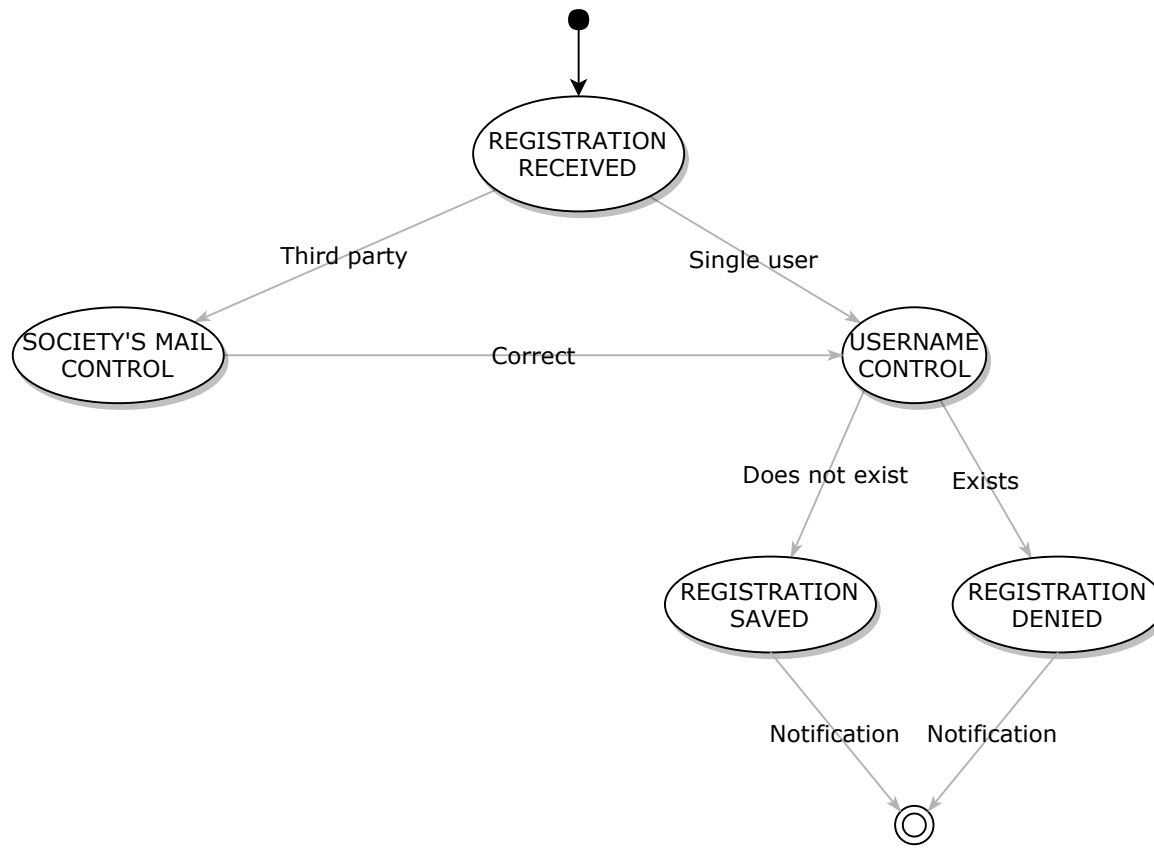 REGISTRATION
RECEIVED
Third party
Single user
SOCIETY'S MAIL
CONTROL
Correct
USERNAME
CONTROL
Does not exist
Exists
REGISTRATION
SAVED
REGISTRATION
DENIED
Notification
Notification